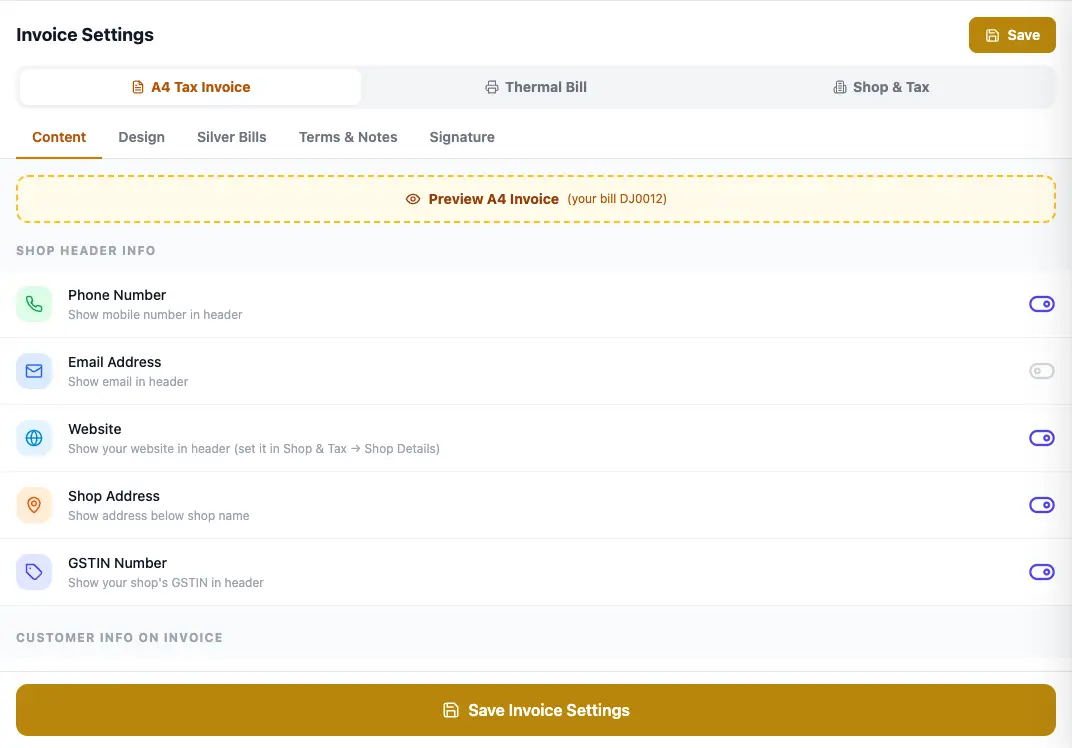 Invoice Settings
Save
A4 Tax Invoice
Thermal Bill
Shop & Tax
Content
Design
Silver Bills
Terms & Notes
Signature
Preview A4 Invoice (your bill DJ0012)
SHOP HEADER INFO
Phone Number
Show mobile number in header
Email Address
Show email in header
Website
Show your website in header (set it in Shop & Tax → Shop Details)
Shop Address
Show address below shop name
GSTIN Number
Show your shop's GSTIN in header
CUSTOMER INFO ON INVOICE
Save Invoice Settings